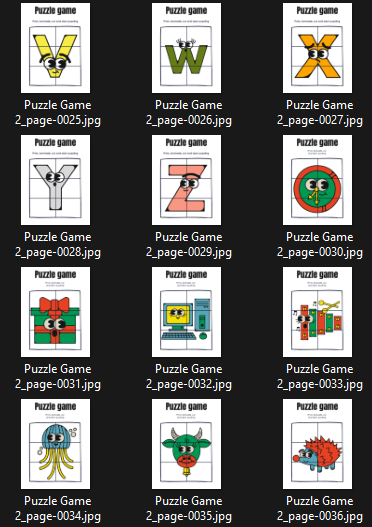 Puzzle game
Puzzle game
Puzzle game
V
W
X
Puzzle Game
2_page-0025.jpg
Puzzle Game
2_page-0026.jpg
Puzzle Game
2_page-0027.jpg
Puzzle game
Puzzle game
Puzzle game
Y
Z
Puzzle Game
2_page-0028.jpg
Puzzle Game
2_page-0029.jpg
Puzzle Game
2_page-0030.jpg
Puzzle game
Puzzle game
Puzzle game
Puzzle Game
2_page-0031.jpg
Puzzle Game
2_page-0032.jpg
Puzzle Game
2_page-0033.jpg
Puzzle game
Puzzle game
Puzzle game
Puzzle Game
2_page-0034.jpg
Puzzle Game
2_page-0035.jpg
Puzzle Game
2_page-0036.jpg